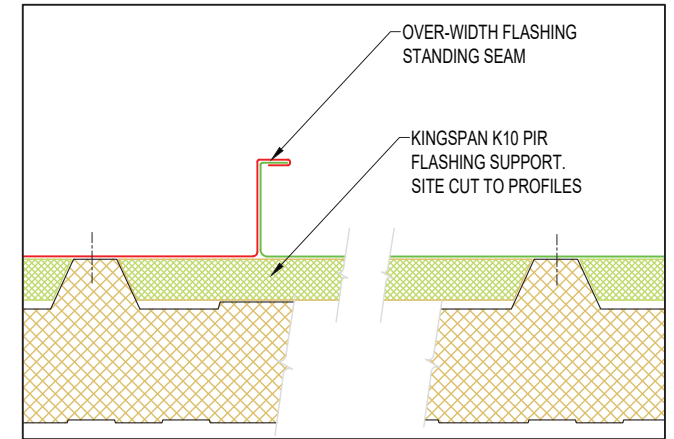 OVER-WIDTH FLASHING
STANDING SEAM
KINGSPAN K10 PIR
FLASHING SUPPORT.
SITE CUT TO PROFILES